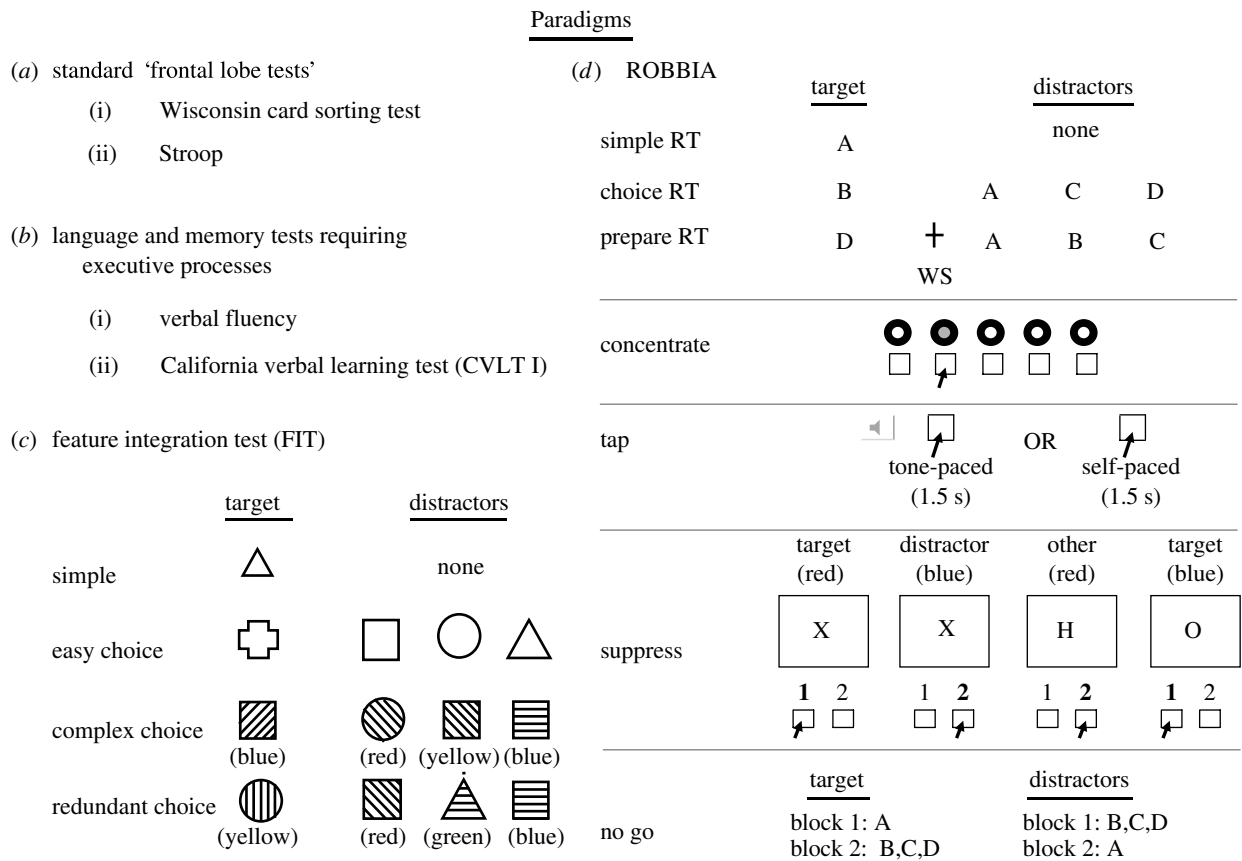 Paradigms
(a) standard 'frontal lobe tests'
(i) Wisconsin card sorting test
(ii) Stroop
(b) language and memory tests requiring
executive processes
(i) verbal fluency
(ii) California verbal learning test (CVLT I)
(c) feature integration test (FIT)
target distractors
simple none
easy choice
complex choice
(blue) (red) (yellow) (blue)
redundant choice
(yellow) (red) (green) (blue)
(d) ROBBIA
target distractors
simple RT A none
choice RT B A C D
prepare RT D + A B C
WS
concentrate
tap OR
tone-paced self-paced
(1.5 s) (1.5 s)
target distractor other target
(red) (blue) (red) (blue)
X X H O
suppress
1 2 1 2 1 2 1 2
target distractors
no go
block 1: A block 1: B,C,D
block 2: B,C,D block 2: A